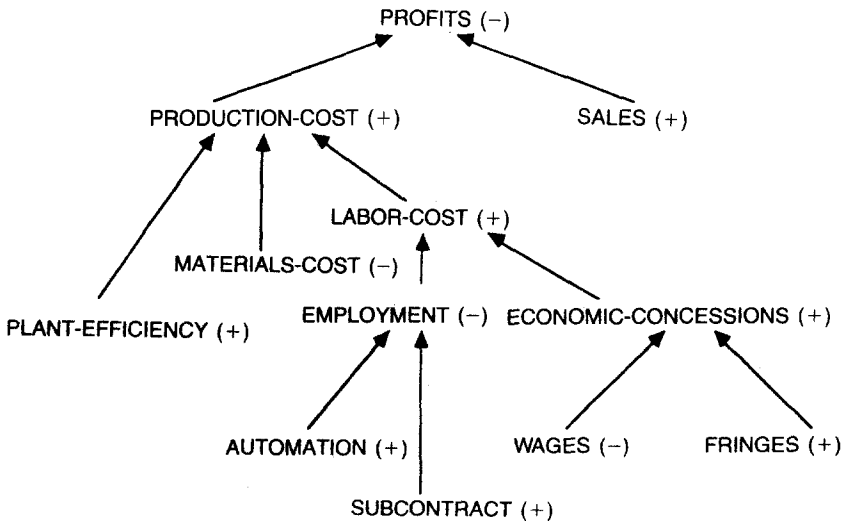 PROFITS (−)
PRODUCTION-COST (+)
SALES (+)
LABOR-COST (+)
MATERIALS-COST (−)
PLANT-EFFICIENCY (+)
EMPLOYMENT (−)
ECONOMIC-CONCESSIONS (+)
AUTOMATION (+)
WAGES (−)
FRINGES (+)
SUBCONTRACT (+)